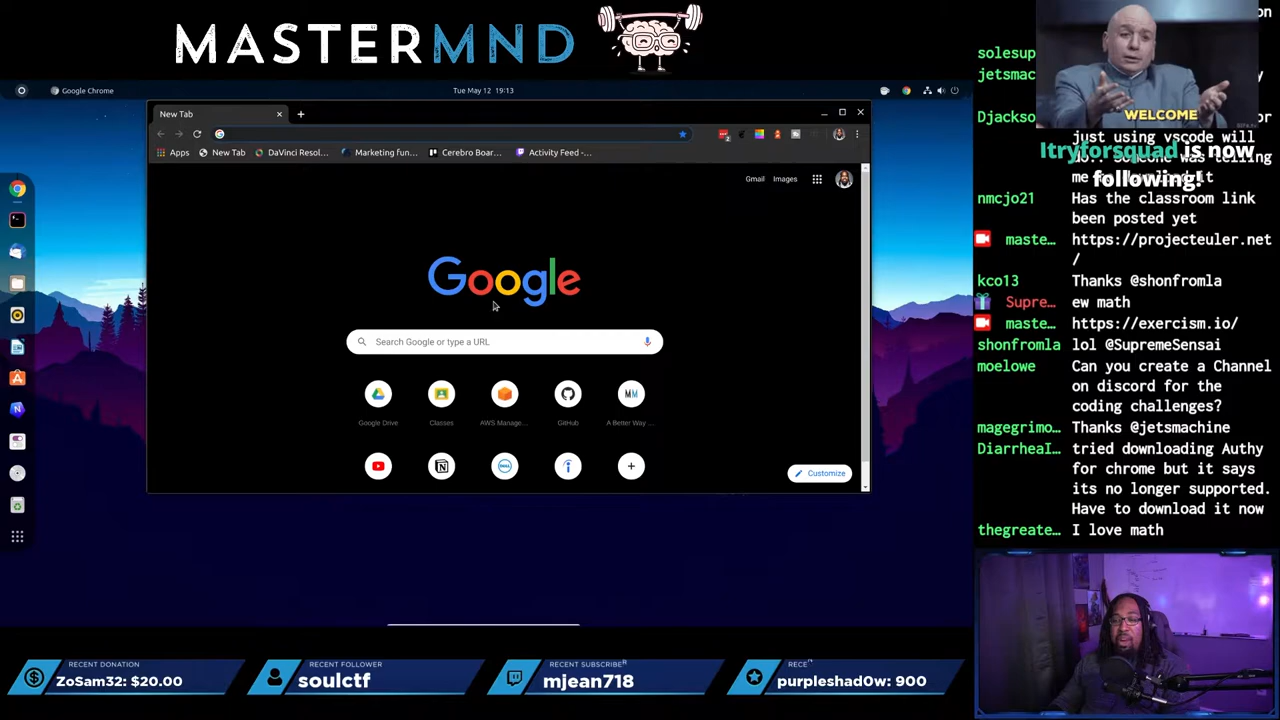 MASTERMND
Google Chrome
Tue May 12 19:13
New Tab
Apps
New Tab
DaVinci Resol...
Marketing fun...
Cerebro Boar...
Activity Feed -...
Gmail
Images
Google
Search Google or type a URL
Google Drive
Classes
AWS Manage...
GitHub
MM
A Better Way ...
DELL
Customize
WELCOME
ltryforsquad is now
following!
solesup
jetsmac
Djackso
just using vscode will
me
it
nmcjo21 Has the classroom link
been posted yet
maste... https://projecteuler.net
/
kco13 Thanks @shonfromla
Supre... ew math
maste... https://exercism.io/
shonfromla lol @SupremeSensai
moelowe Can you create a Channel
on discord for the
coding challenges?
magegrimo... Thanks @jetsmachine
DiarrheaI... tried downloading Authy
for chrome but it says
its no longer supported.
Have to download it now
thegreate... I love math
RECENT DONATION
ZoSam32: $20.00
RECENT FOLLOWER
soulctf
RECENT SUBSCRIBER
mjean718
RECE
purpleshad0w: 900